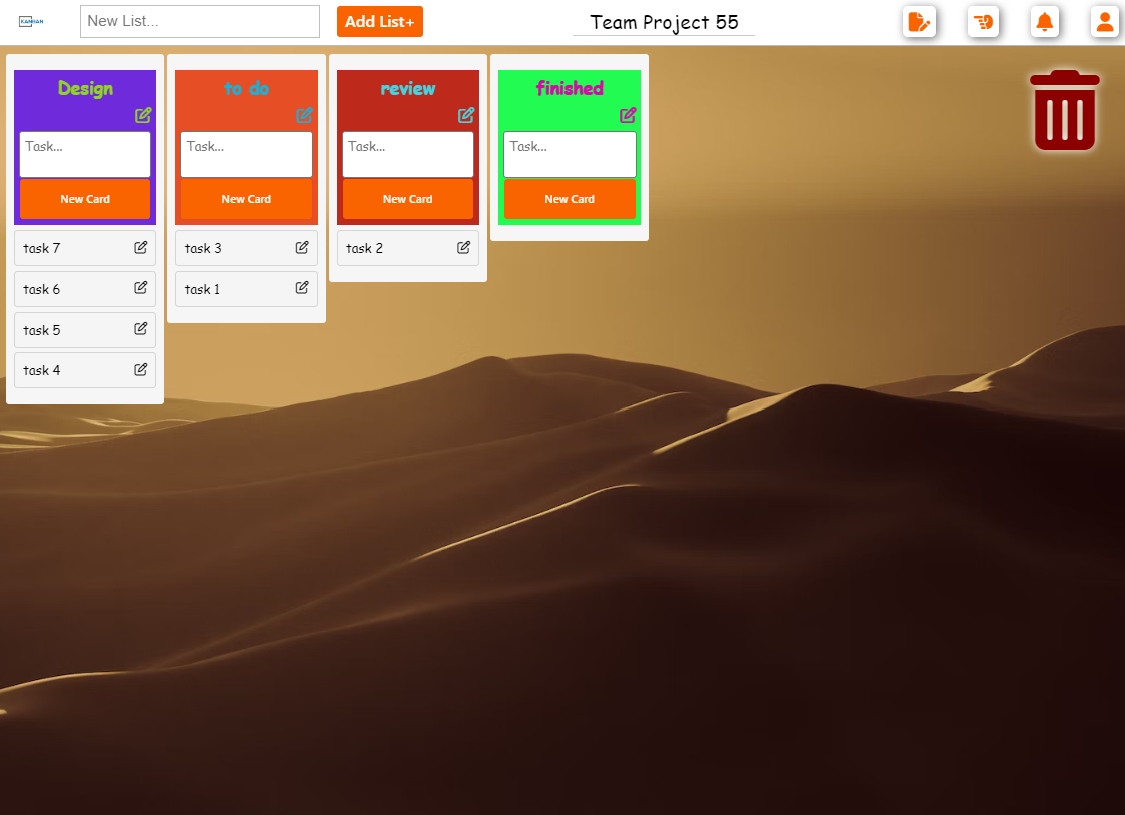 KANBAN
New List...
Add List+
Team Project 55
Design
Task...
New Card
task 7
task 6
task 5
task 4
to do
Task...
New Card
task 3
task 1
review
Task...
New Card
task 2
finished
Task...
New Card